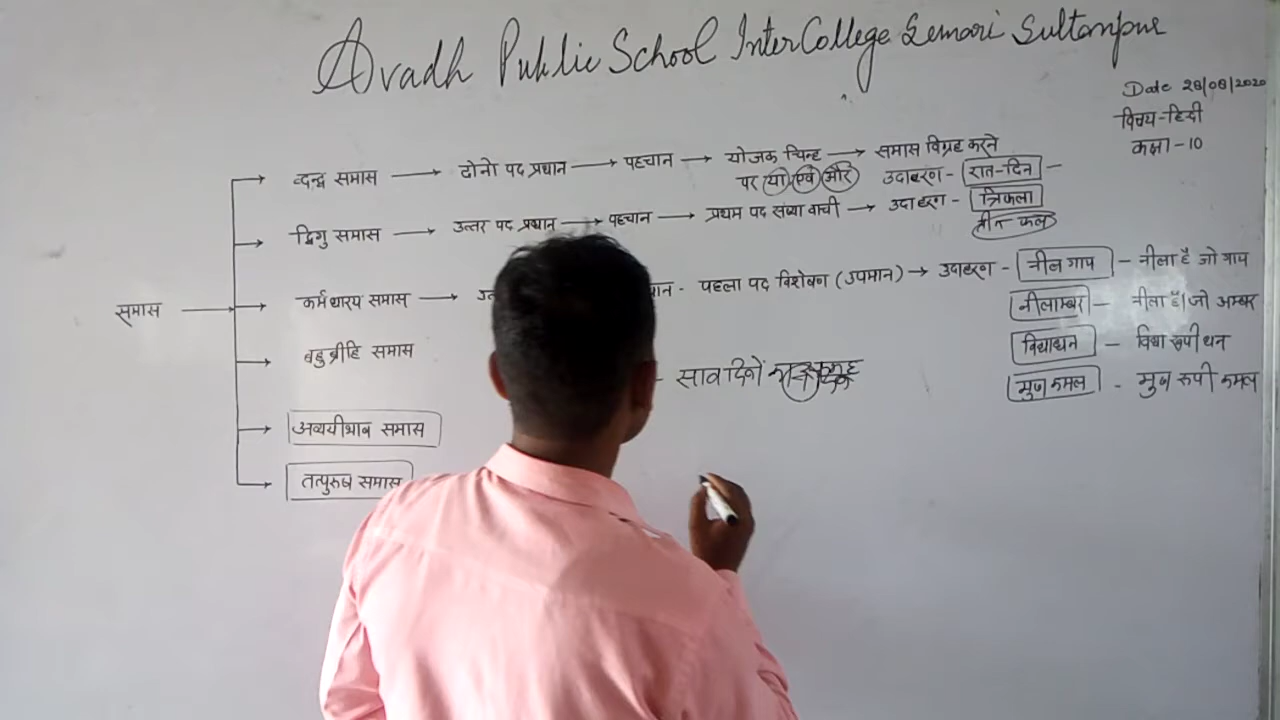 Avadh Public School Inter College Semari Sultanpur
Date 28/08/2020
विषय-हिन्दी
कक्षा-10
समास
द्वन्द्व समास → दोनो पद प्रधान → पहचान → योजक चिन्ह → समास विग्रह करने
पर या एवं और उदाहरण - रात-दिन -
द्विगु समास → उत्तर पद प्रधान → पहचान → प्रथम पद संख्या वाची → उदाहरण - त्रिफला
तीन फल
कर्मधारय समास → पहला पद विशेषण (उपमान) → उदाहरण - नील गाय - नीला है जो गाय
नीलाम्बर - नीला है जो अम्बर
विद्याधन - विद्या रूपी धन
मुख कमल - मुख रूपी कमल
बहुब्रीहि समास
अव्ययीभाव समास
तत्पुरुष समास